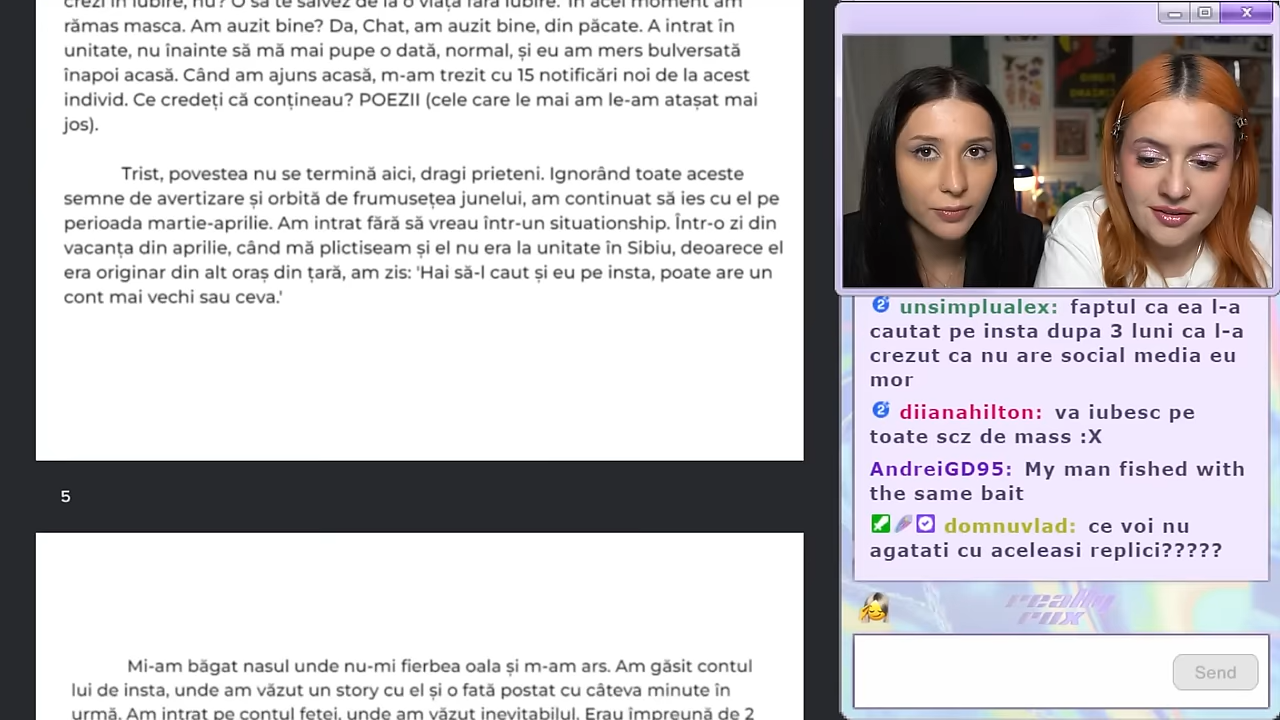 crezi în iubire, nu? O să te salvez de la o viață fără iubire.' În acel moment am
rămas masca. Am auzit bine? Da, Chat, am auzit bine, din păcate. A intrat în
unitate, nu înainte să mă mai pupe o dată, normal, și eu am mers bulversată
înapoi acasă. Când am ajuns acasă, m-am trezit cu 15 notificări noi de la acest
individ. Ce credeți că conțineau? POEZII (cele care le mai am le-am atașat mai
jos).
Trist, povestea nu se termină aici, dragi prieteni. Ignorând toate aceste
semne de avertizare și orbită de frumusețea junelui, am continuat să ies cu el pe
perioada martie-aprilie. Am intrat fără să vreau într-un situationship. Într-o zi din
vacanța din aprilie, când mă plictiseam și el nu era la unitate în Sibiu, deoarece el
era originar din alt oraș din țară, am zis: 'Hai să-l caut și eu pe insta, poate are un
cont mai vechi sau ceva.'
5
Mi-am băgat nasul unde nu-mi fierbea oala și m-am ars. Am găsit contul
lui de insta, unde am văzut un story cu el și o fată postat cu câteva minute în
urmă. Am intrat pe contul fetei, unde am văzut inevitabilul. Erau împreună de 2
unsimplualex: faptul ca ea l-a
cautat pe insta dupa 3 luni ca l-a
crezut ca nu are social media eu
mor
diianahilton: va iubesc pe
toate scz de mass :X
AndreiGD95: My man fished with
the same bait
domnuvlad: ce voi nu
agatati cu aceleasi replici?????
really
rux
Send